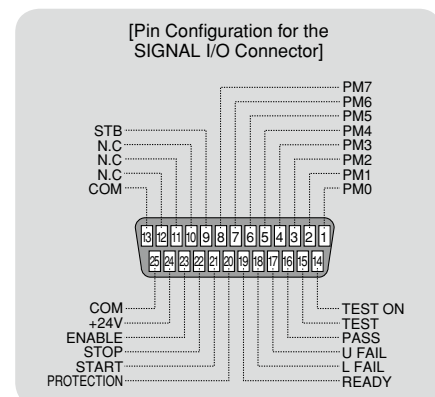 [Pin Configuration for the
SIGNAL I/O Connector]
PM7
PM6
PM5
STB PM4
N.C PM3
N.C PM2
N.C PM1
COM PM0
13 12 11 10 9 8 7 6 5 4 3 2 1
25 24 23 22 21 20 19 18 17 16 15 14
COM TEST ON
+24V TEST
ENABLE PASS
STOP U FAIL
START L FAIL
PROTECTION READY